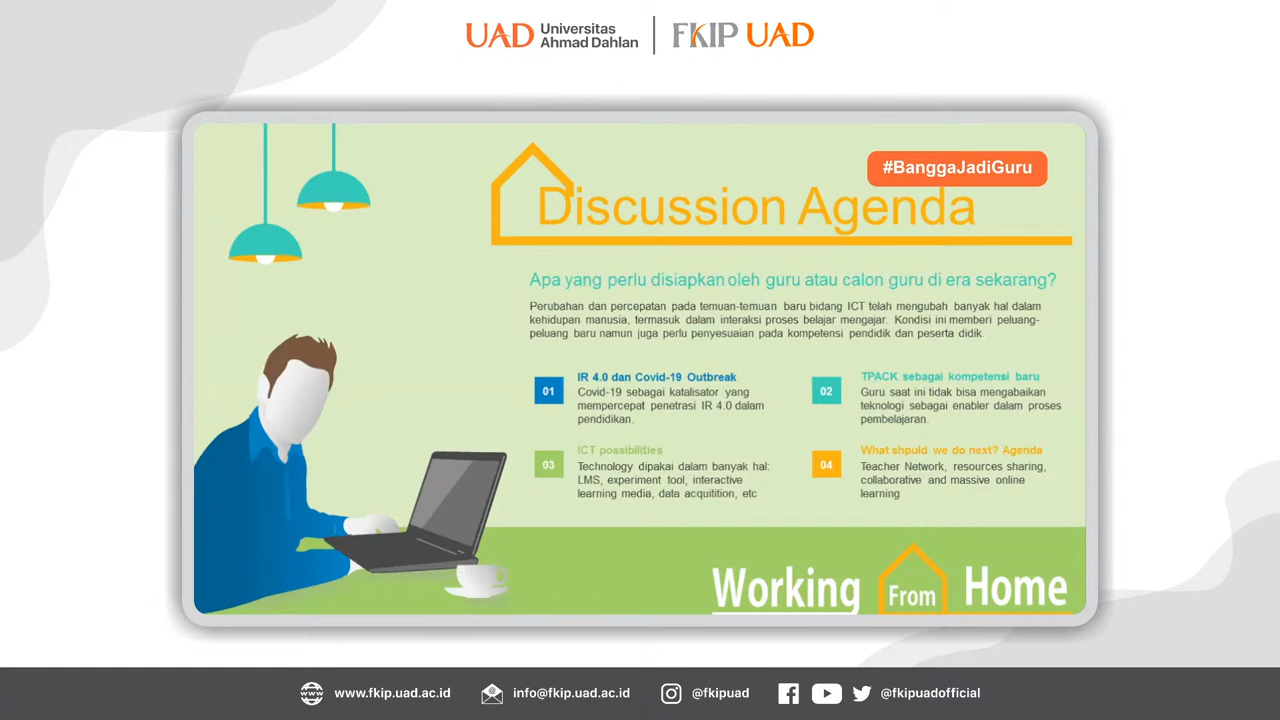 UAD Universitas Ahmad Dahlan
FKIP UAD
#BanggaJadiGuru
Discussion Agenda
Apa yang perlu disiapkan oleh guru atau calon guru di era sekarang?
Perubahan dan percepatan pada temuan-temuan baru bidang ICT telah mengubah banyak hal dalam
kehidupan manusia, termasuk dalam interaksi proses belajar mengajar. Kondisi ini memberi peluang-
peluang baru namun juga perlu penyesuaian pada kompetensi pendidik dan peserta didik.
01
IR 4.0 dan Covid-19 Outbreak
Covid-19 sebagai katalisator yang
mempercepat penetrasi IR 4.0 dalam
pendidikan.
02
TPACK sebagai kompetensi baru
Guru saat ini tidak bisa mengabaikan
teknologi sebagai enabler dalam proses
pembelajaran.
03
ICT possibilities
Technology dipakai dalam banyak hal:
LMS, experiment tool, interactive
learning media, data acquitition, etc
04
What shpuld we do next? Agenda
Teacher Network, resources sharing,
collaborative and massive online
learning
Working From Home
www.fkip.uad.ac.id
info@fkip.uad.ac.id
@fkipuad
@fkipuadofficial